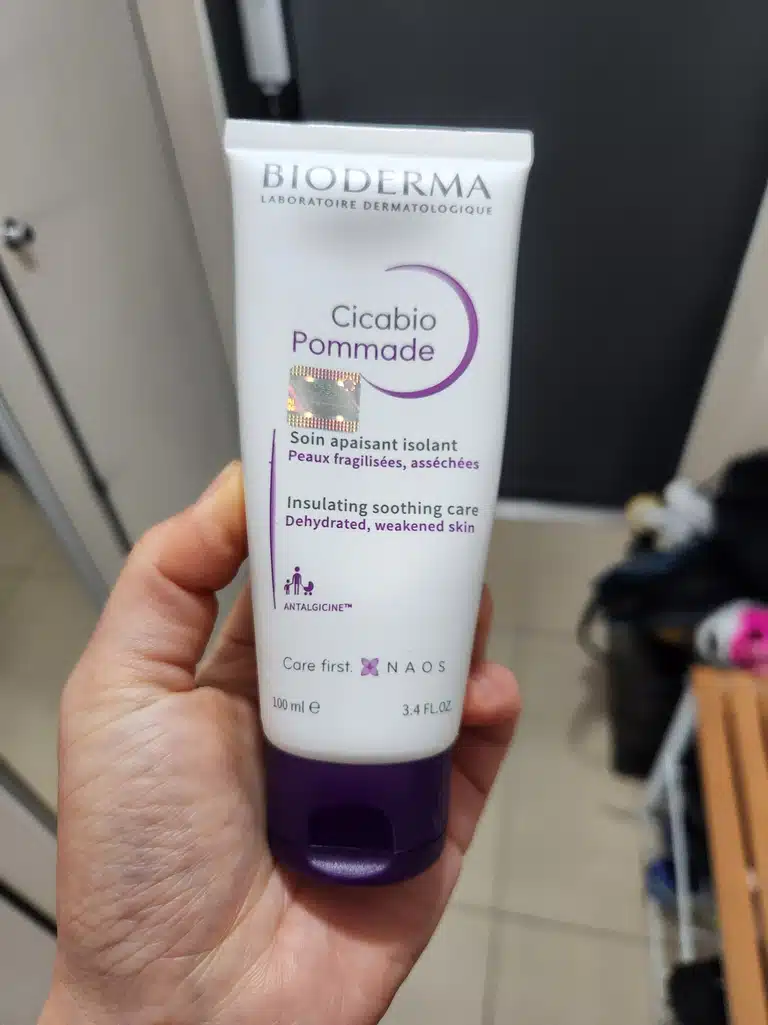 BIODERMA
LABORATOIRE DERMATOLOGIQUE
Cicabio
Pommade
Soin apaisant isolant
Peaux fragilisées, asséchées
Insulating soothing care
Dehydrated, weakened skin
ANTALGICINE™
Care first. NAOS
100 ml ℮ 3.4 FL.OZ